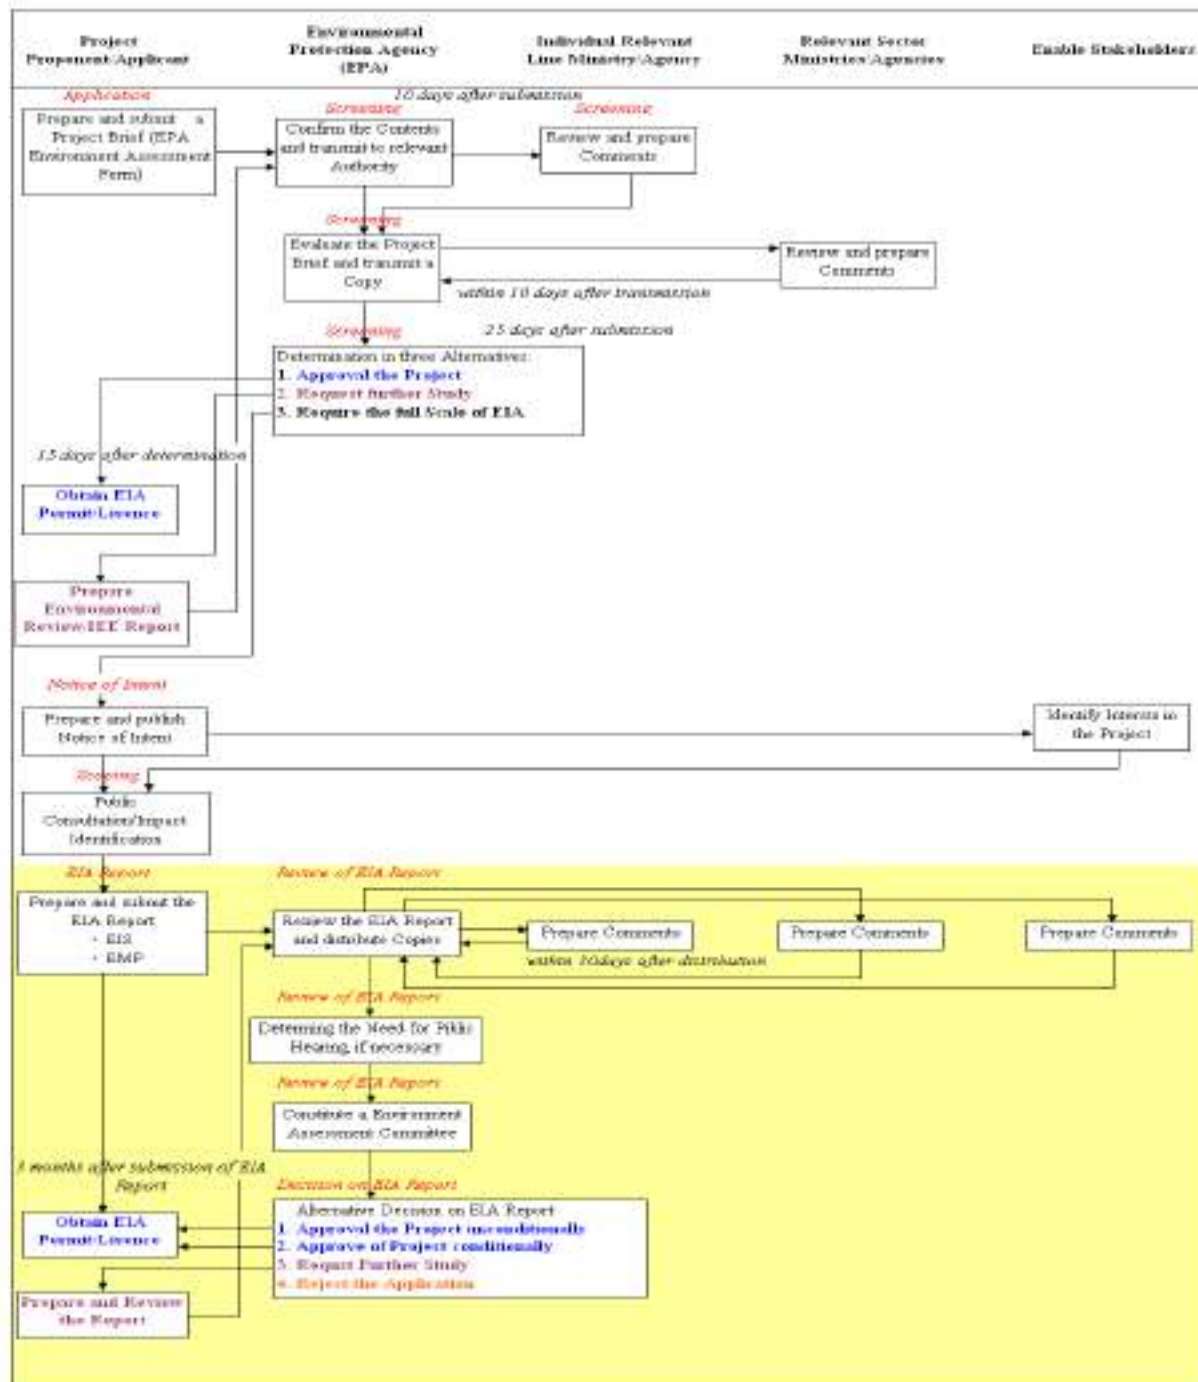 Project
Proponent/Applicant
Environmental
Protection Agency
(EPA)
Individual Relevant
Line Ministry/Agency
Relevant Sector
Ministries/Agencies
Enable Stakeholders
Application
10 days after submission
Screening
Screening
Prepare and submit a
Project Brief (EPA
Environment Assessment
Form)
Confirm the Contents
and transmit to relevant
Authority
Review and prepare
Comments
Screening
Evaluate the Project
Brief and transmit a
Copy
Review and prepare
Comments
within 10 days after transmission
Screening
25 days after submission
Determination in three Alternatives:
1. Approval the Project
2. Request further Study
3. Require the full Scale of EIA
15 days after determination
Obtain EIA
Permit/Licence
Prepare
Environmental
Review/IEE Report
Notice of Intent
Prepare and publish
Notice of Intent
Identify Interests in
the Project
Scoping
Public
Consultation/Impact
Identification
EIA Report
Review of EIA Report
Prepare and submit the
EIA Report
- EIS
- EMP
Review the EIA Report
and distribute Copies
Prepare Comments
Prepare Comments
Prepare Comments
within 30days after distribution
Review of EIA Report
Determing the Need for
Hearing, if necessary
Review of EIA Report
Constitute a Environment
Assessment Committee
3 months after submission of EIA
Report
Decision on EIA Report
Alternative Decision on EIA Report
1. Approval the Project unconditionally
2. Approve of Project conditionally
3. Further Study
4. Reject the Application
Obtain EIA
Permit/Licence
Prepare and Review
the Report